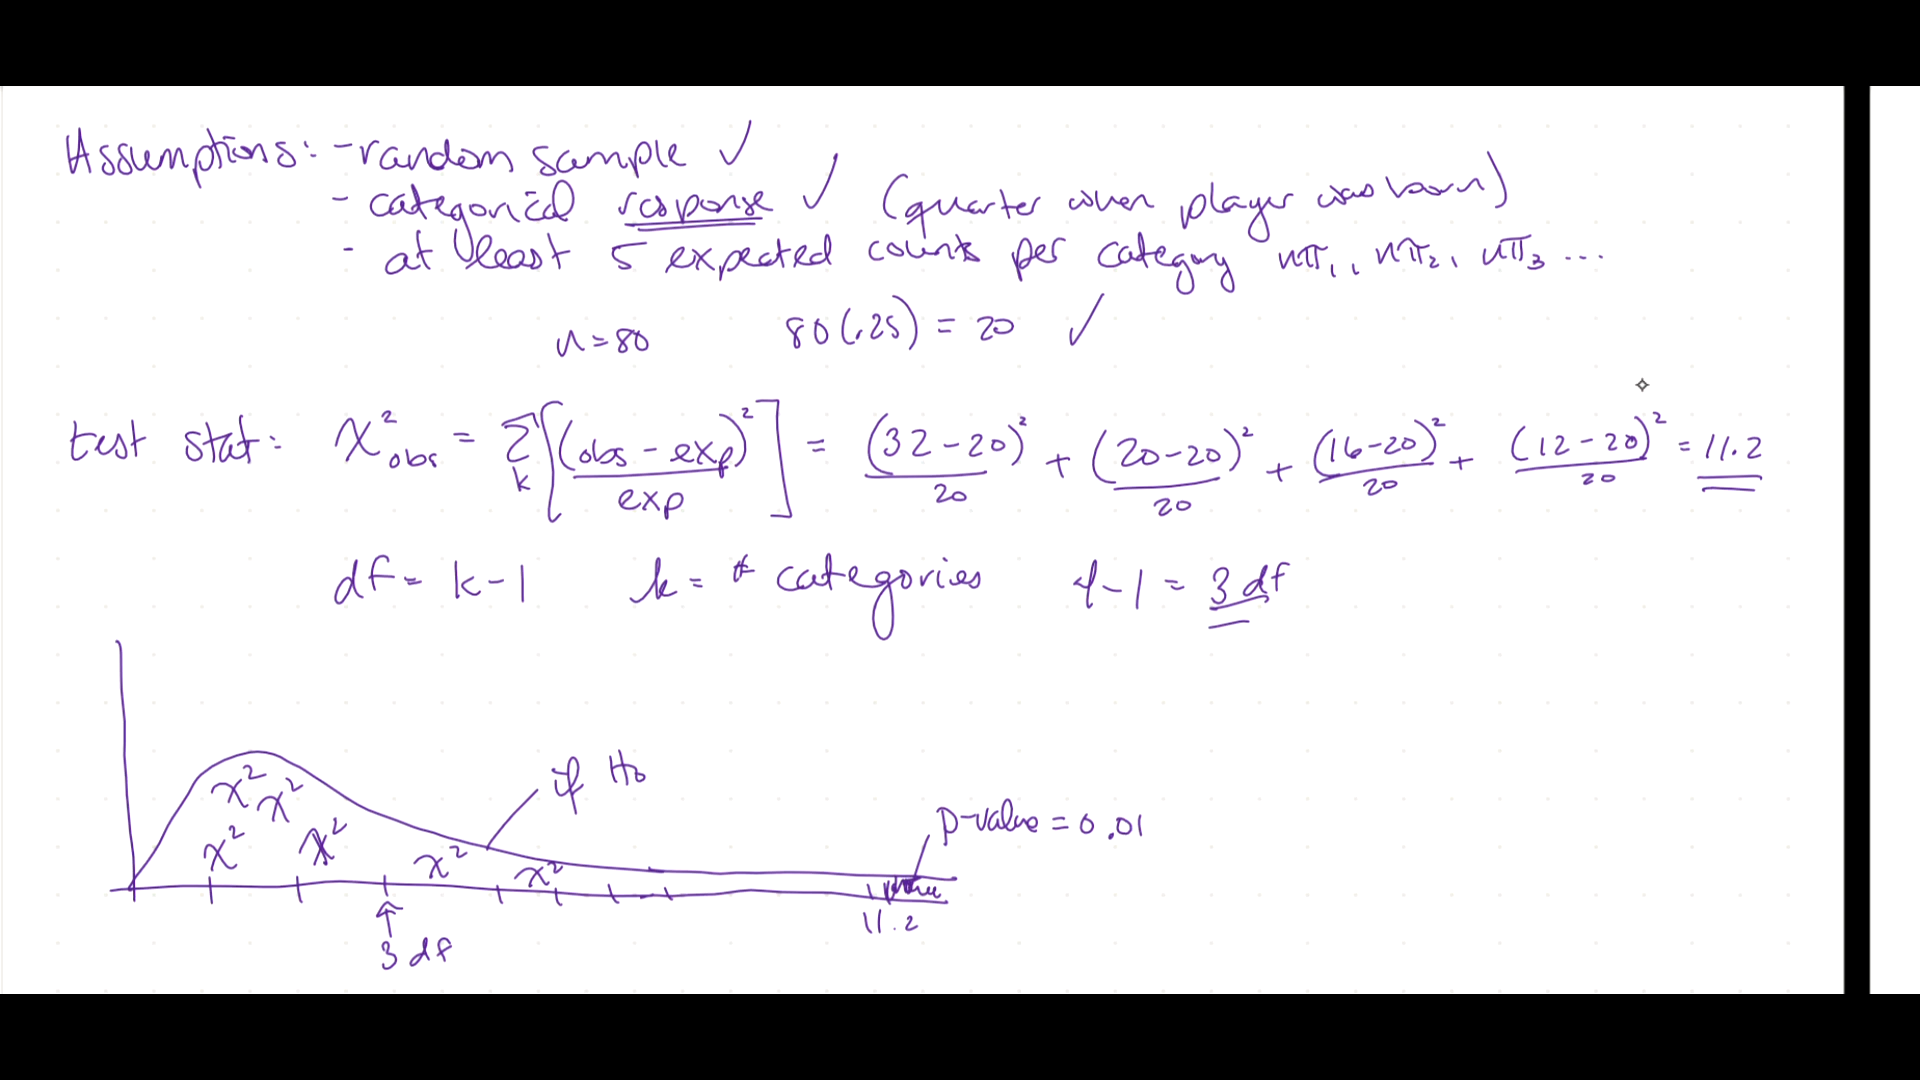 Assumptions: - random sample ✓
- categorical response ✓ (quarter when player was born)
- at least 5 expected counts per category nπ₁, nπ₂, nπ₃ ...
n = 80 80(.25) = 20 ✓
test stat: χ²obs = Σk [(obs - exp)²/exp] = (32-20)²/20 + (20-20)²/20 + (16-20)²/20 + (12-20)²/20 = 11.2
df = k-1 k = # categories 4-1 = 3 df
if H₀
χ² χ²
χ² χ² χ² χ²
p-value = 0.01
11.2
3 df